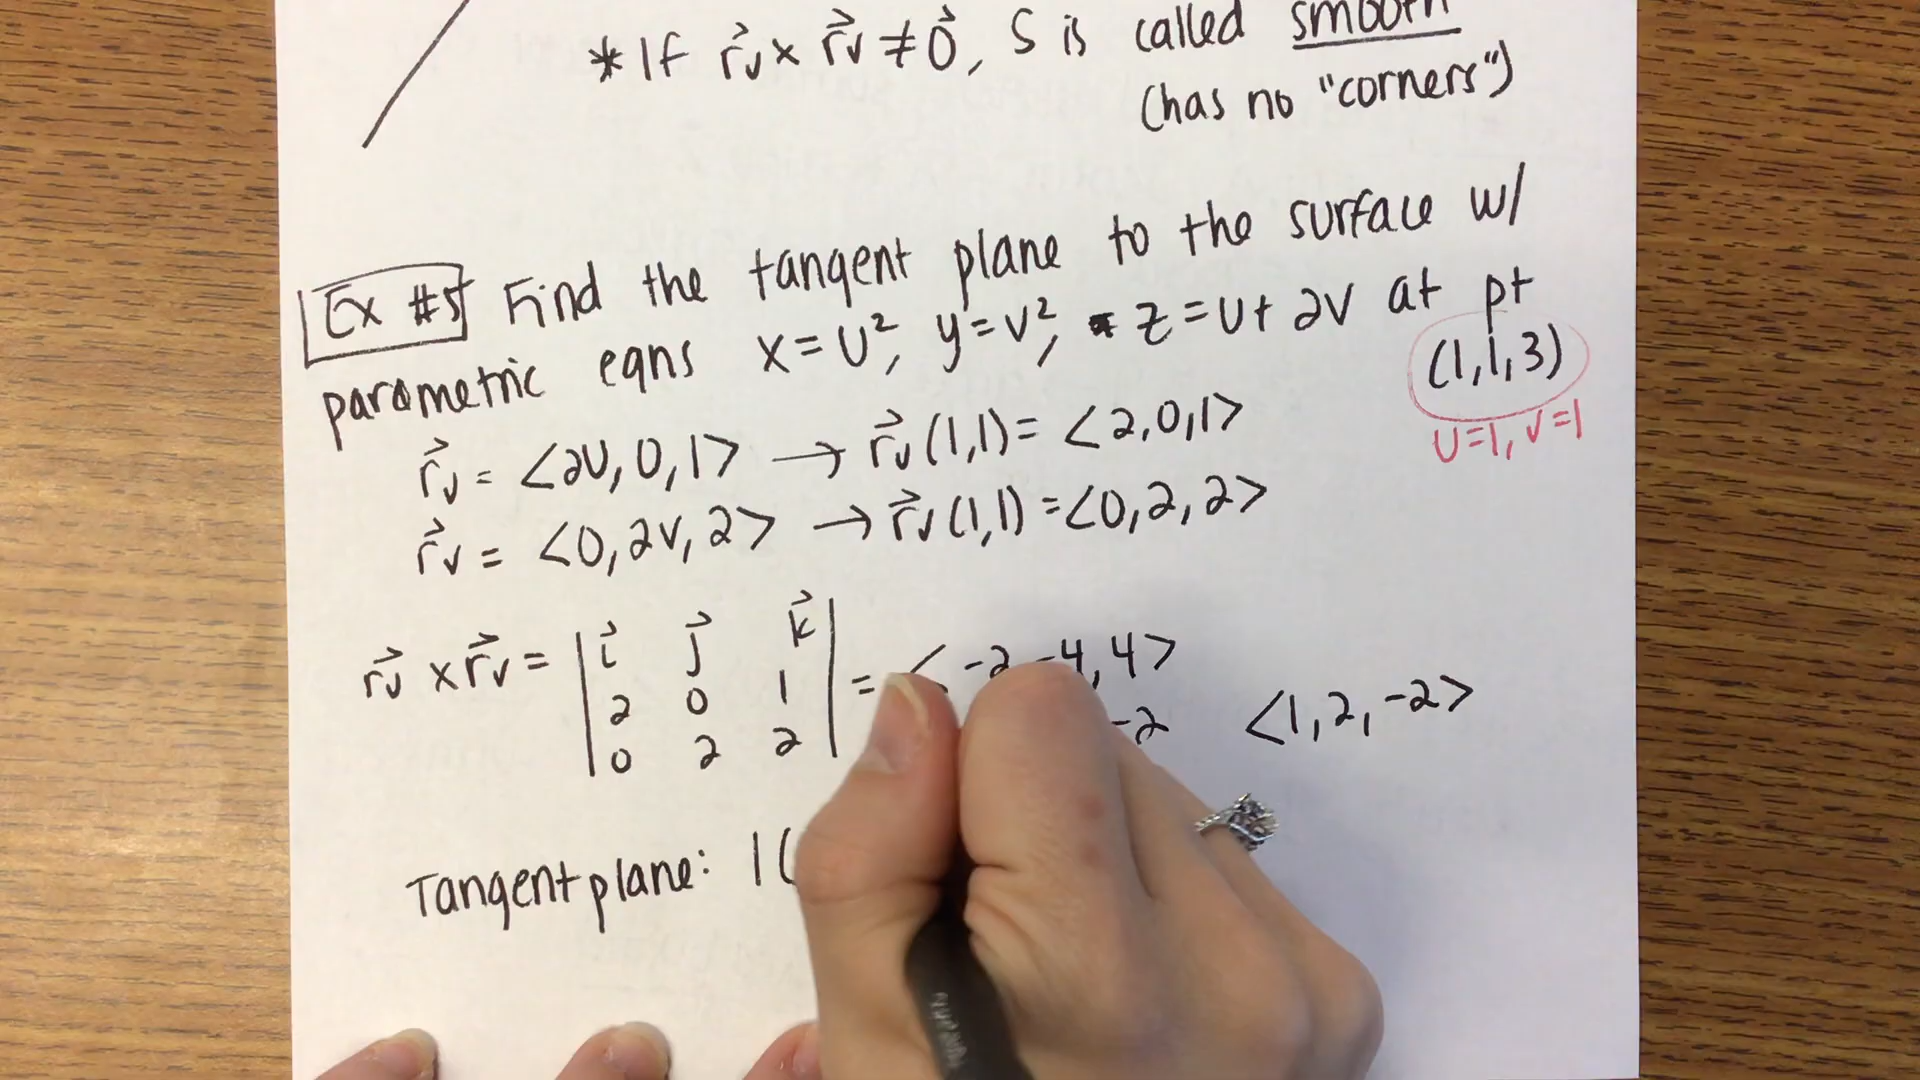 *If r⃗u × r⃗v ≠ 0⃗, S is called smooth
(has no "corners")
Ex #5 Find the tangent plane to the surface w/
parametric eqns x=u², y=v², z=u+2v at pt
(1,1,3)
u=1, v=1
r⃗u = <2u, 0, 1> → r⃗u(1,1) = <2,0,1>
r⃗v = <0, 2v, 2> → r⃗v(1,1) = <0,2,2>
r⃗u × r⃗v = | i⃗ j⃗ k⃗ | = < -2, -4, 4>
2 0 1
0 2 2
-2 <1, 2, -2>
Tangent plane: 1(